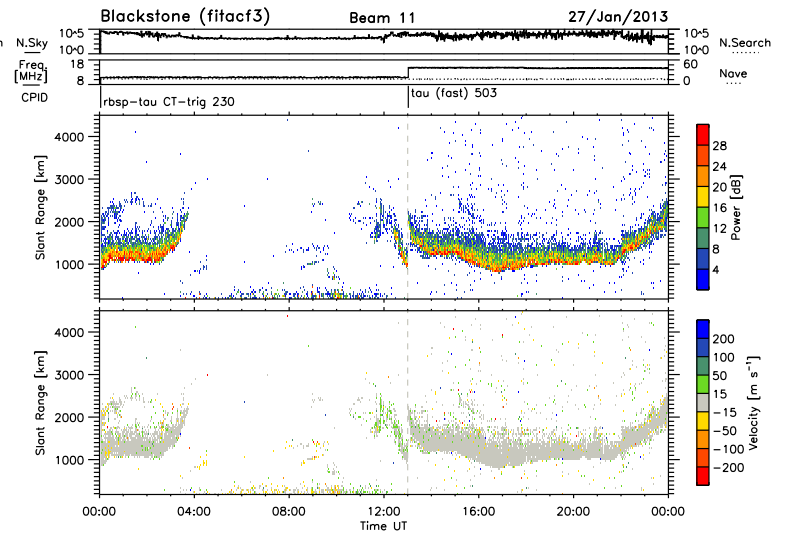 Blackstone (fitacf3) Beam 11 27/Jan/2013
n N.Sky 10^5 10^0 10^5 10^0 N.Search
Freq. [MHz] 18 8 60 0 Nave
CPID rbsp-tau CT-trig 230 tau (fast) 503
Slant Range [km]
4000
3000
2000
1000
28
24
20
16
12
8
4
Power [dB]
Slant Range [km]
4000
3000
2000
1000
200
100
50
15
-15
-50
-100
-200
Velocity [m s⁻¹]
00:00 04:00 08:00 12:00 16:00 20:00 00:00
Time UT